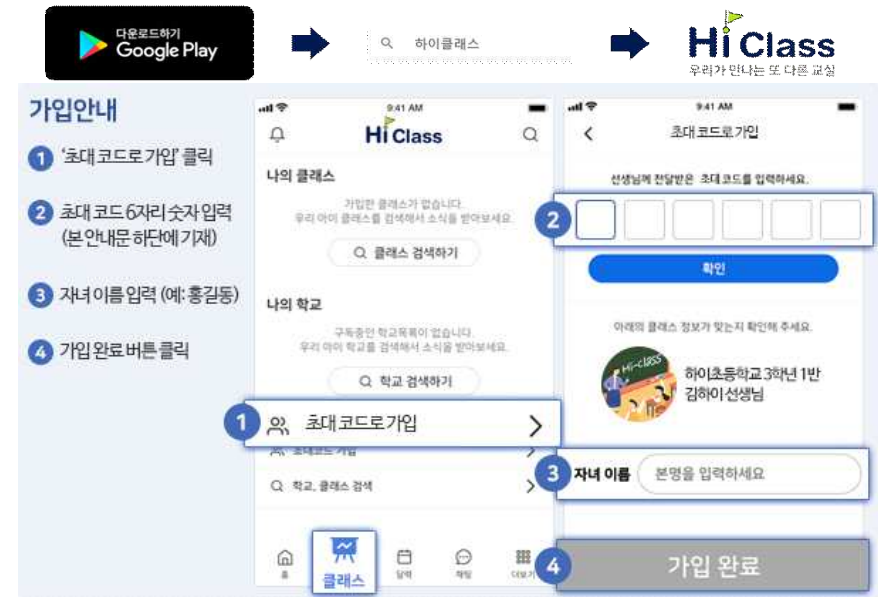 다운로드하기
Google Play
하이클래스
Hi Class
우리가 만나는 또 다른 교실
가입안내
1 '초대코드로 가입' 클릭
2 초대 코드 6자리 숫자 입력
(본 안내문 하단에 기재)
3 자녀 이름 입력 (예: 홍길동)
4 가입 완료 버튼 클릭
9:41 AM
Hi Class
나의 클래스
가입한 클래스가 없습니다.
우리 아이 클래스를 검색해서 소식을 받아보세요.
클래스 검색하기
나의 학교
구독중인 학교목록이 없습니다.
우리 아이 학교를 검색해서 소식을 받아보세요.
학교 검색하기
1 초대 코드로 가입
초대코드 가입
학교, 클래스 검색
홈
클래스
달력
채팅
더보기
9:41 AM
초대 코드로 가입
선생님께 전달받은 초대 코드를 입력하세요.
2
확인
아래의 클래스 정보가 맞는지 확인해 주세요.
Hi-class
하이초등학교 3학년 1반
김하이 선생님
3 자녀 이름 본명을 입력하세요
4 가입 완료